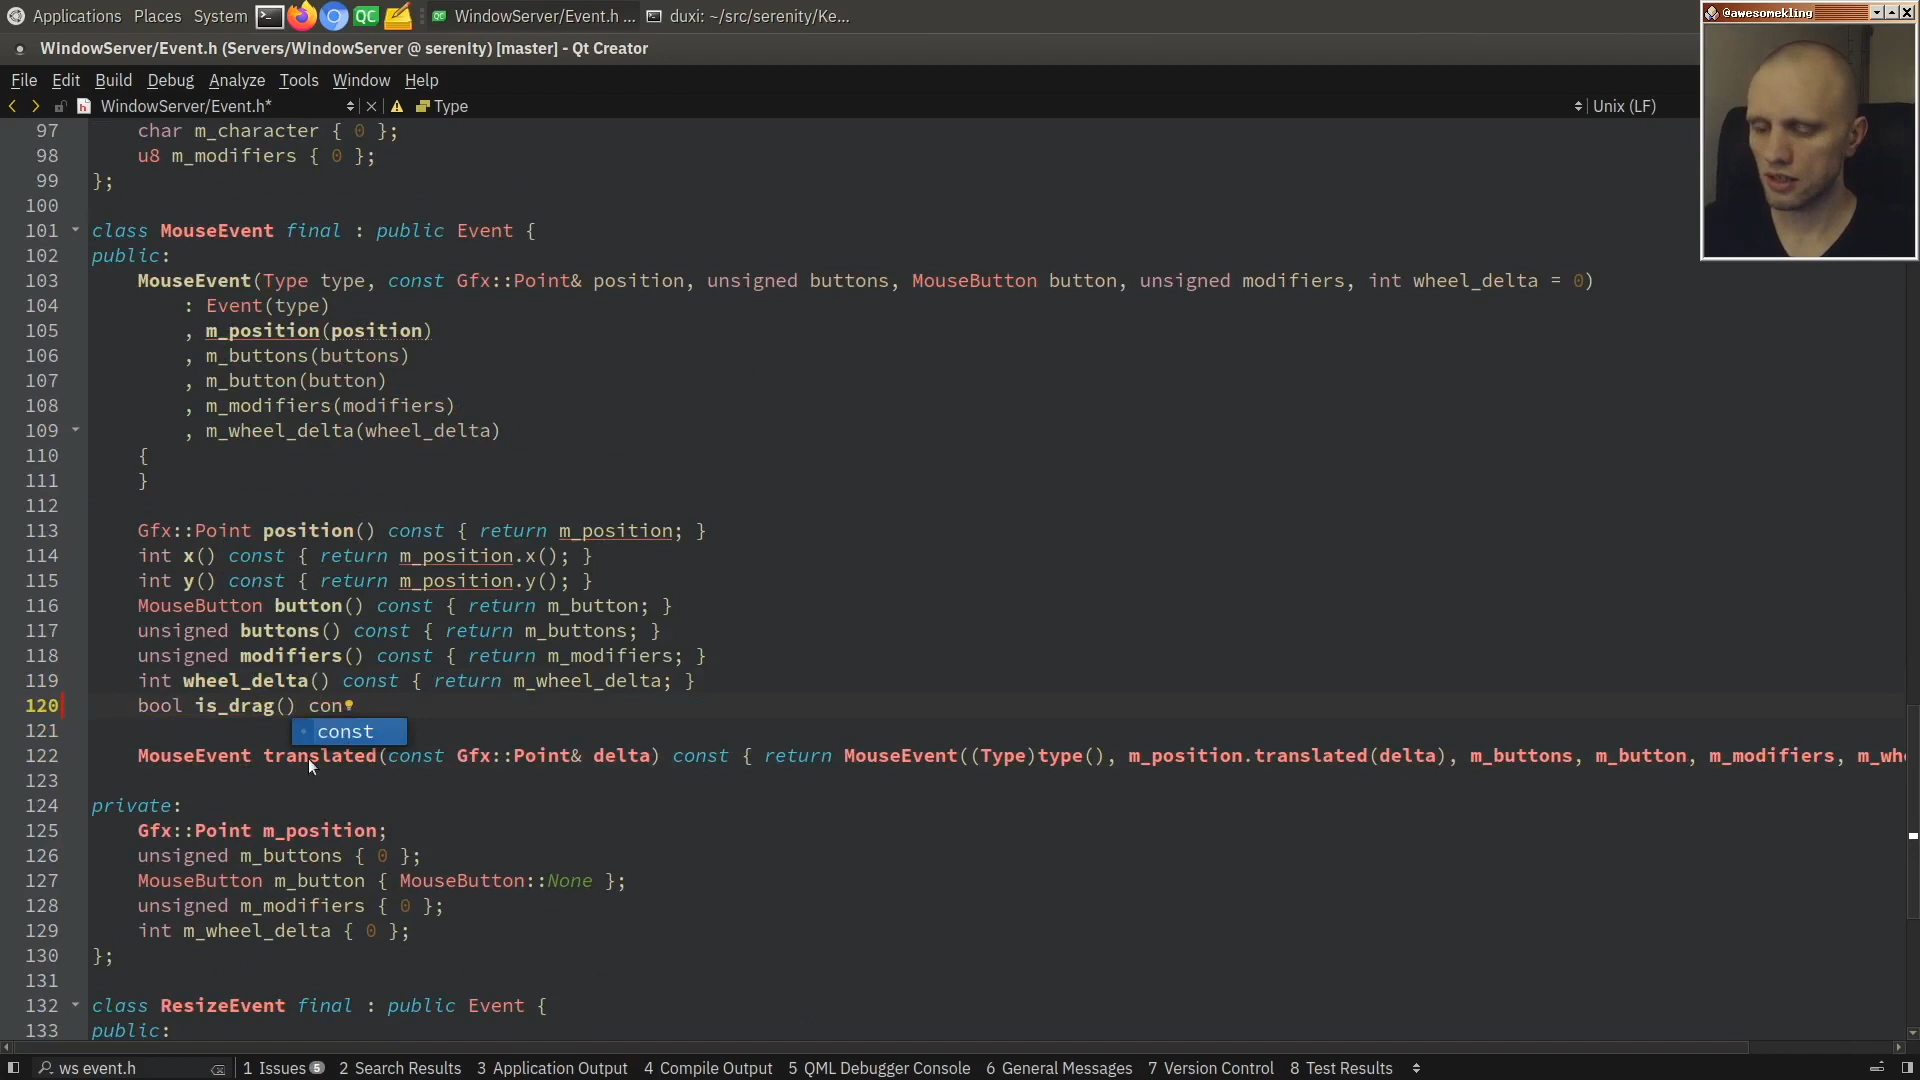 Applications Places System WindowServer/Event.h ... duxi: ~/src/serenity/Ke...
@awesomekling
WindowServer/Event.h (Servers/WindowServer @ serenity) [master] - Qt Creator
File Edit Build Debug Analyze Tools Window Help
WindowServer/Event.h* Type Unix (LF)
97 char m_character { 0 };
98 u8 m_modifiers { 0 };
99 };
100
101 class MouseEvent final : public Event {
102 public:
103 MouseEvent(Type type, const Gfx::Point& position, unsigned buttons, MouseButton button, unsigned modifiers, int wheel_delta = 0)
104 : Event(type)
105 , m_position(position)
106 , m_buttons(buttons)
107 , m_button(button)
108 , m_modifiers(modifiers)
109 , m_wheel_delta(wheel_delta)
110 {
111 }
112
113 Gfx::Point position() const { return m_position; }
114 int x() const { return m_position.x(); }
115 int y() const { return m_position.y(); }
116 MouseButton button() const { return m_button; }
117 unsigned buttons() const { return m_buttons; }
118 unsigned modifiers() const { return m_modifiers; }
119 int wheel_delta() const { return m_wheel_delta; }
120 bool is_drag() con
121 const
122 MouseEvent translated(const Gfx::Point& delta) const { return MouseEvent((Type)type(), m_position.translated(delta), m_buttons, m_button, m_modifiers, m_whe
123
124 private:
125 Gfx::Point m_position;
126 unsigned m_buttons { 0 };
127 MouseButton m_button { MouseButton::None };
128 unsigned m_modifiers { 0 };
129 int m_wheel_delta { 0 };
130 };
131
132 class ResizeEvent final : public Event {
133 public:
ws event.h 1 Issues 5 2 Search Results 3 Application Output 4 Compile Output 5 QML Debugger Console 6 General Messages 7 Version Control 8 Test Results